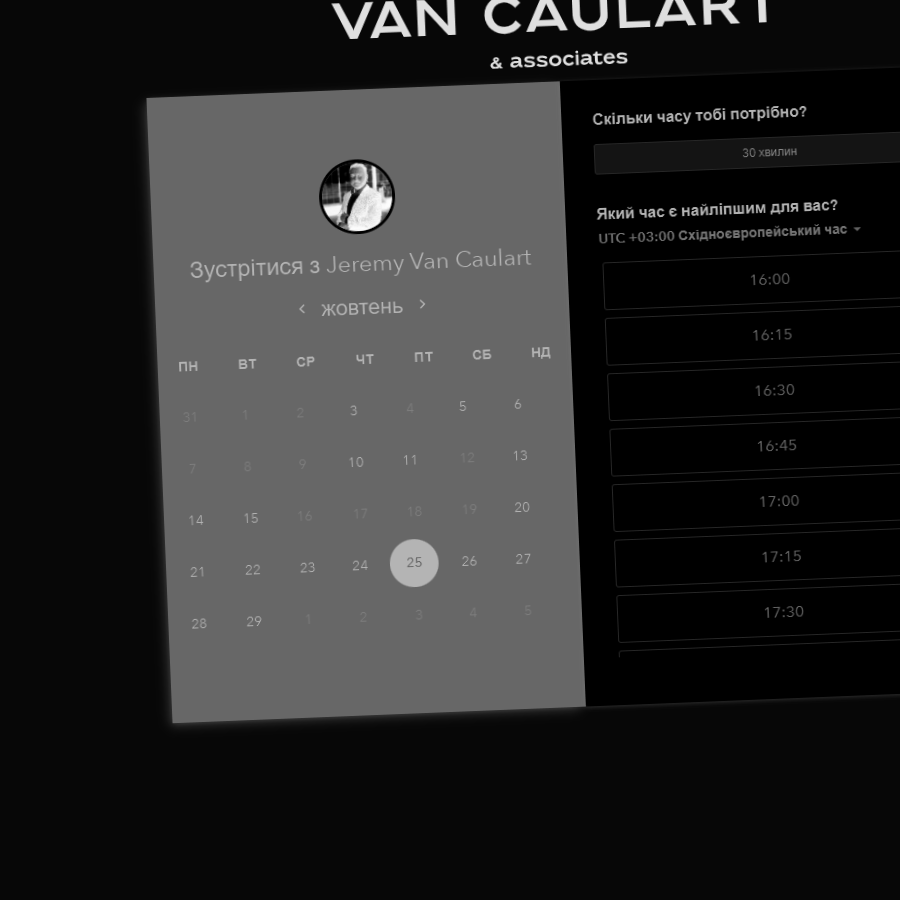 VAN CAULART
& associates
Зустрітися з Jeremy Van Caulart
‹ жовтень ›
ПН ВТ СР ЧТ ПТ СБ НД
31 1 2 3 4 5 6
7 8 9 10 11 12 13
14 15 16 17 18 19 20
21 22 23 24 25 26 27
28 29 1 2 3 4 5
Скільки часу тобі потрібно?
30 хвилин
Який час є найліпшим для вас?
UTC +03:00 Східноєвропейський час
16:00
16:15
16:30
16:45
17:00
17:15
17:30